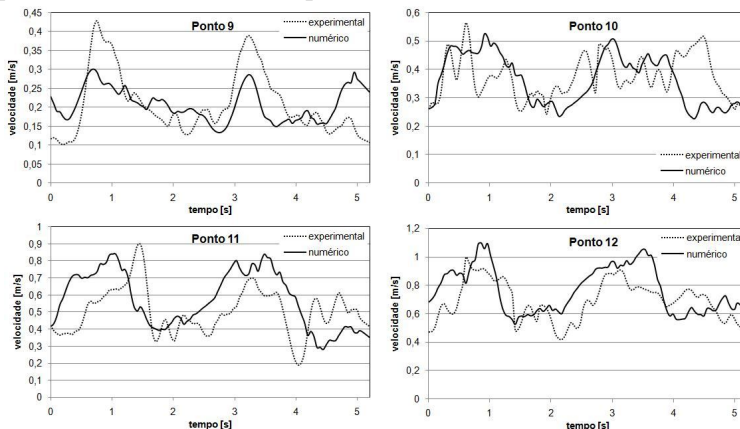 Ponto 9
experimental
numérico
velocidade [m/s]
0,45
0,4
0,35
0,3
0,25
0,2
0,15
0,1
0,05
0
0 1 2 3 4 5
tempo [s]
Ponto 10
experimental
numérico
velocidade [m/s]
0,6
0,5
0,4
0,3
0,2
0,1
0
0 1 2 3 4 5
tempo [s]
Ponto 11
experimental
numérico
velocidade [m/s]
1
0,9
0,8
0,7
0,6
0,5
0,4
0,3
0,2
0,1
0
0 1 2 3 4 5
tempo [s]
Ponto 12
experimental
numérico
velocidade [m/s]
1,2
1
0,8
0,6
0,4
0,2
0
0 1 2 3 4 5
tempo [s]